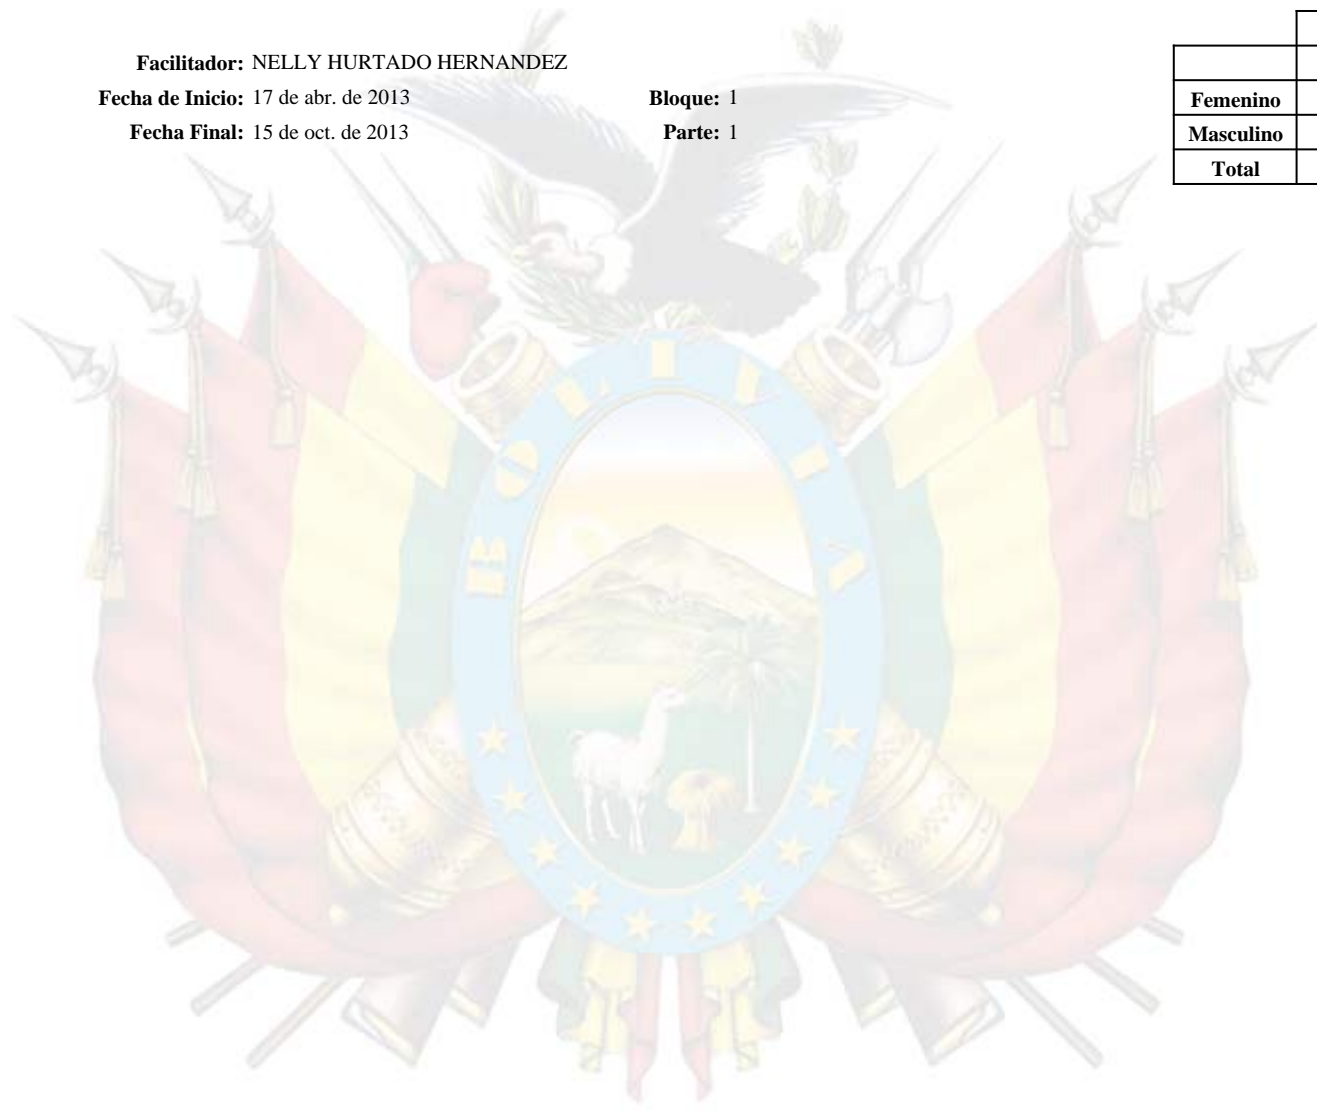 Facilitador: NELLY HURTADO HERNANDEZ
Fecha de Inicio: 17 de abr. de 2013 Bloque: 1
Fecha Final: 15 de oct. de 2013 Parte: 1
Femenino
Masculino
Total
BOLIVIA